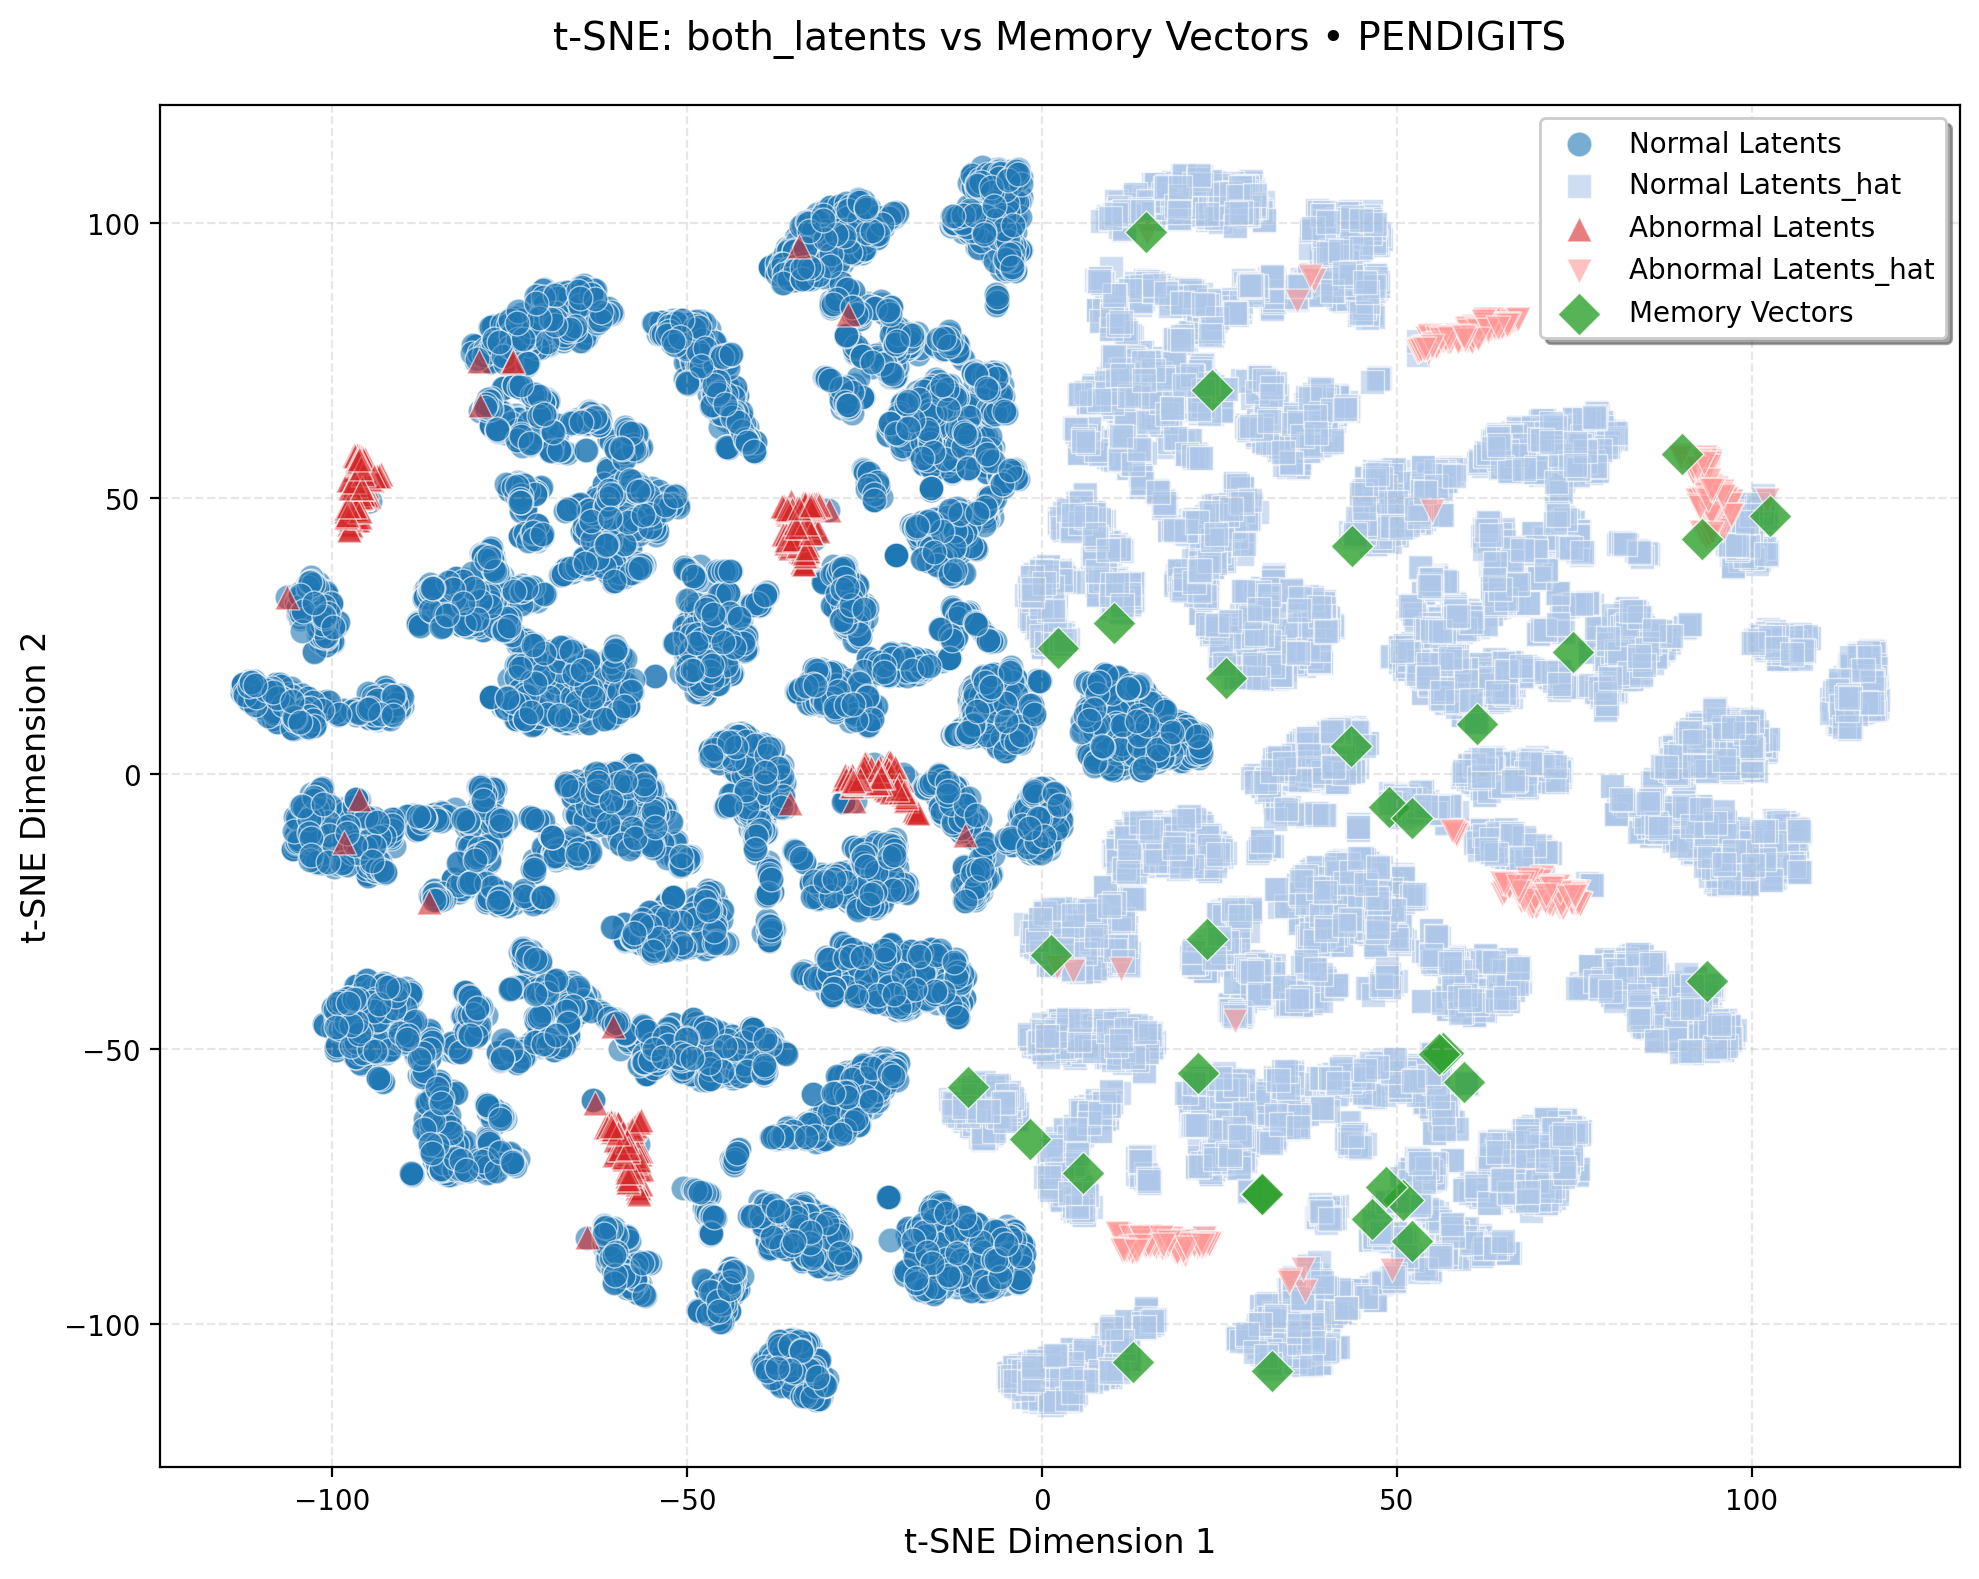 t-SNE: both_latents vs Memory Vectors • PENDIGITS
Normal Latents
Normal Latents_hat
Abnormal Latents
Abnormal Latents_hat
Memory Vectors
100
50
0
−50
−100
t-SNE Dimension 2
−100
−50
0
50
100
t-SNE Dimension 1